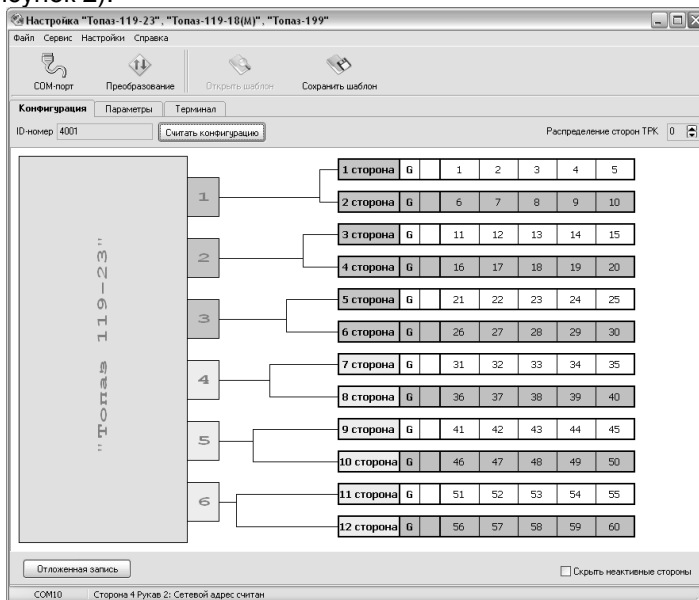 унок 2).
Настройка "Топаз-119-23", "Топаз-119-18(М)", "Топаз-199"
Файл Сервис Настройки Справка
COM-порт Преобразование Открыть шаблон Сохранить шаблон
Конфигурация Параметры Терминал
ID-номер 4001 Считать конфигурацию Распределение сторон ТРК 0
"Топаз 119-23"
1 сторона G 1 2 3 4 5
1
2 сторона G 6 7 8 9 10
3 сторона G 11 12 13 14 15
2
4 сторона G 16 17 18 19 20
5 сторона G 21 22 23 24 25
3
6 сторона G 26 27 28 29 30
7 сторона G 31 32 33 34 35
4
8 сторона G 36 37 38 39 40
9 сторона G 41 42 43 44 45
5
10 сторона G 46 47 48 49 50
11 сторона G 51 52 53 54 55
6
12 сторона G 56 57 58 59 60
Отложенная запись Скрыть неактивные стороны
COM10 Сторона 4 Рукав 2: Сетевой адрес считан